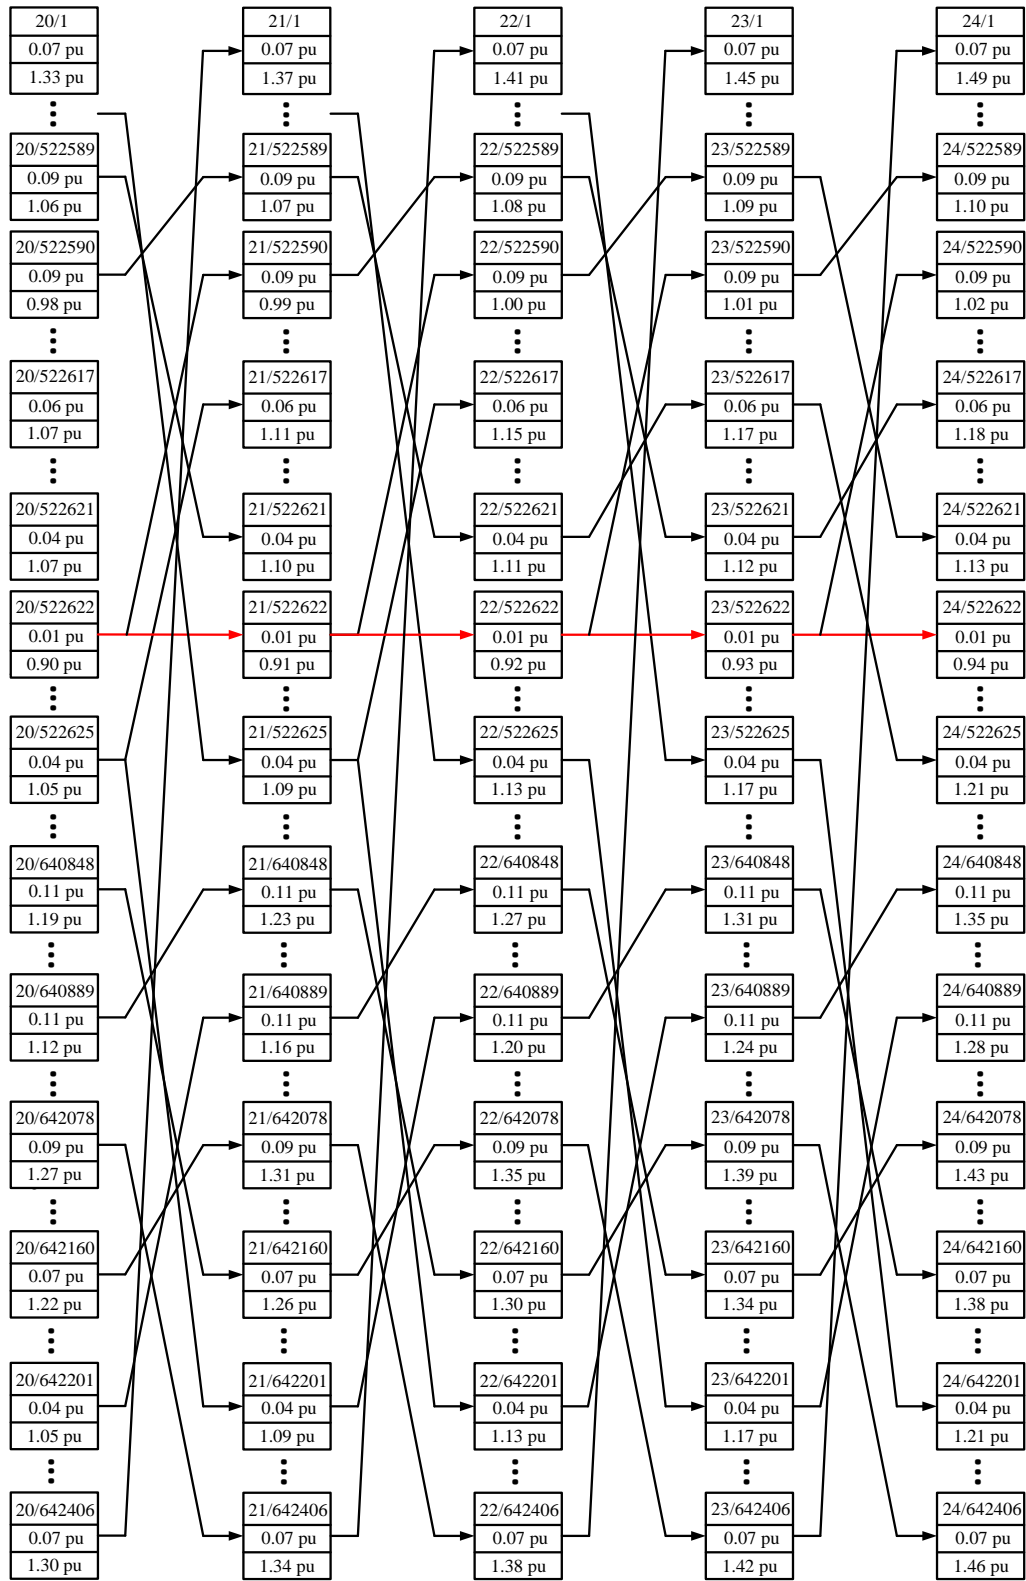 20/1 21/1 22/1 23/1 24/1
0.07 pu 0.07 pu 0.07 pu 0.07 pu 0.07 pu
1.33 pu 1.37 pu 1.41 pu 1.45 pu 1.49 pu
20/522589 21/522589 22/522589 23/522589 24/522589
0.09 pu 0.09 pu 0.09 pu 0.09 pu 0.09 pu
1.06 pu 1.07 pu 1.08 pu 1.09 pu 1.10 pu
20/522590 21/522590 22/522590 23/522590 24/522590
0.09 pu 0.09 pu 0.09 pu 0.09 pu 0.09 pu
0.98 pu 0.99 pu 1.00 pu 1.01 pu 1.02 pu
20/522617 21/522617 22/522617 23/522617 24/522617
0.06 pu 0.06 pu 0.06 pu 0.06 pu 0.06 pu
1.07 pu 1.11 pu 1.15 pu 1.17 pu 1.18 pu
20/522621 21/522621 22/522621 23/522621 24/522621
0.04 pu 0.04 pu 0.04 pu 0.04 pu 0.04 pu
1.07 pu 1.10 pu 1.11 pu 1.12 pu 1.13 pu
20/522622 21/522622 22/522622 23/522622 24/522622
0.01 pu 0.01 pu 0.01 pu 0.01 pu 0.01 pu
0.90 pu 0.91 pu 0.92 pu 0.93 pu 0.94 pu
20/522625 21/522625 22/522625 23/522625 24/522625
0.04 pu 0.04 pu 0.04 pu 0.04 pu 0.04 pu
1.05 pu 1.09 pu 1.13 pu 1.17 pu 1.21 pu
20/640848 21/640848 22/640848 23/640848 24/640848
0.11 pu 0.11 pu 0.11 pu 0.11 pu 0.11 pu
1.19 pu 1.23 pu 1.27 pu 1.31 pu 1.35 pu
20/640889 21/640889 22/640889 23/640889 24/640889
0.11 pu 0.11 pu 0.11 pu 0.11 pu 0.11 pu
1.12 pu 1.16 pu 1.20 pu 1.24 pu 1.28 pu
20/642078 21/642078 22/642078 23/642078 24/642078
0.09 pu 0.09 pu 0.09 pu 0.09 pu 0.09 pu
1.27 pu 1.31 pu 1.35 pu 1.39 pu 1.43 pu
20/642160 21/642160 22/642160 23/642160 24/642160
0.07 pu 0.07 pu 0.07 pu 0.07 pu 0.07 pu
1.22 pu 1.26 pu 1.30 pu 1.34 pu 1.38 pu
20/642201 21/642201 22/642201 23/642201 24/642201
0.04 pu 0.04 pu 0.04 pu 0.04 pu 0.04 pu
1.05 pu 1.09 pu 1.13 pu 1.17 pu 1.21 pu
20/642406 21/642406 22/642406 23/642406 24/642406
0.07 pu 0.07 pu 0.07 pu 0.07 pu 0.07 pu
1.30 pu 1.34 pu 1.38 pu 1.42 pu 1.46 pu